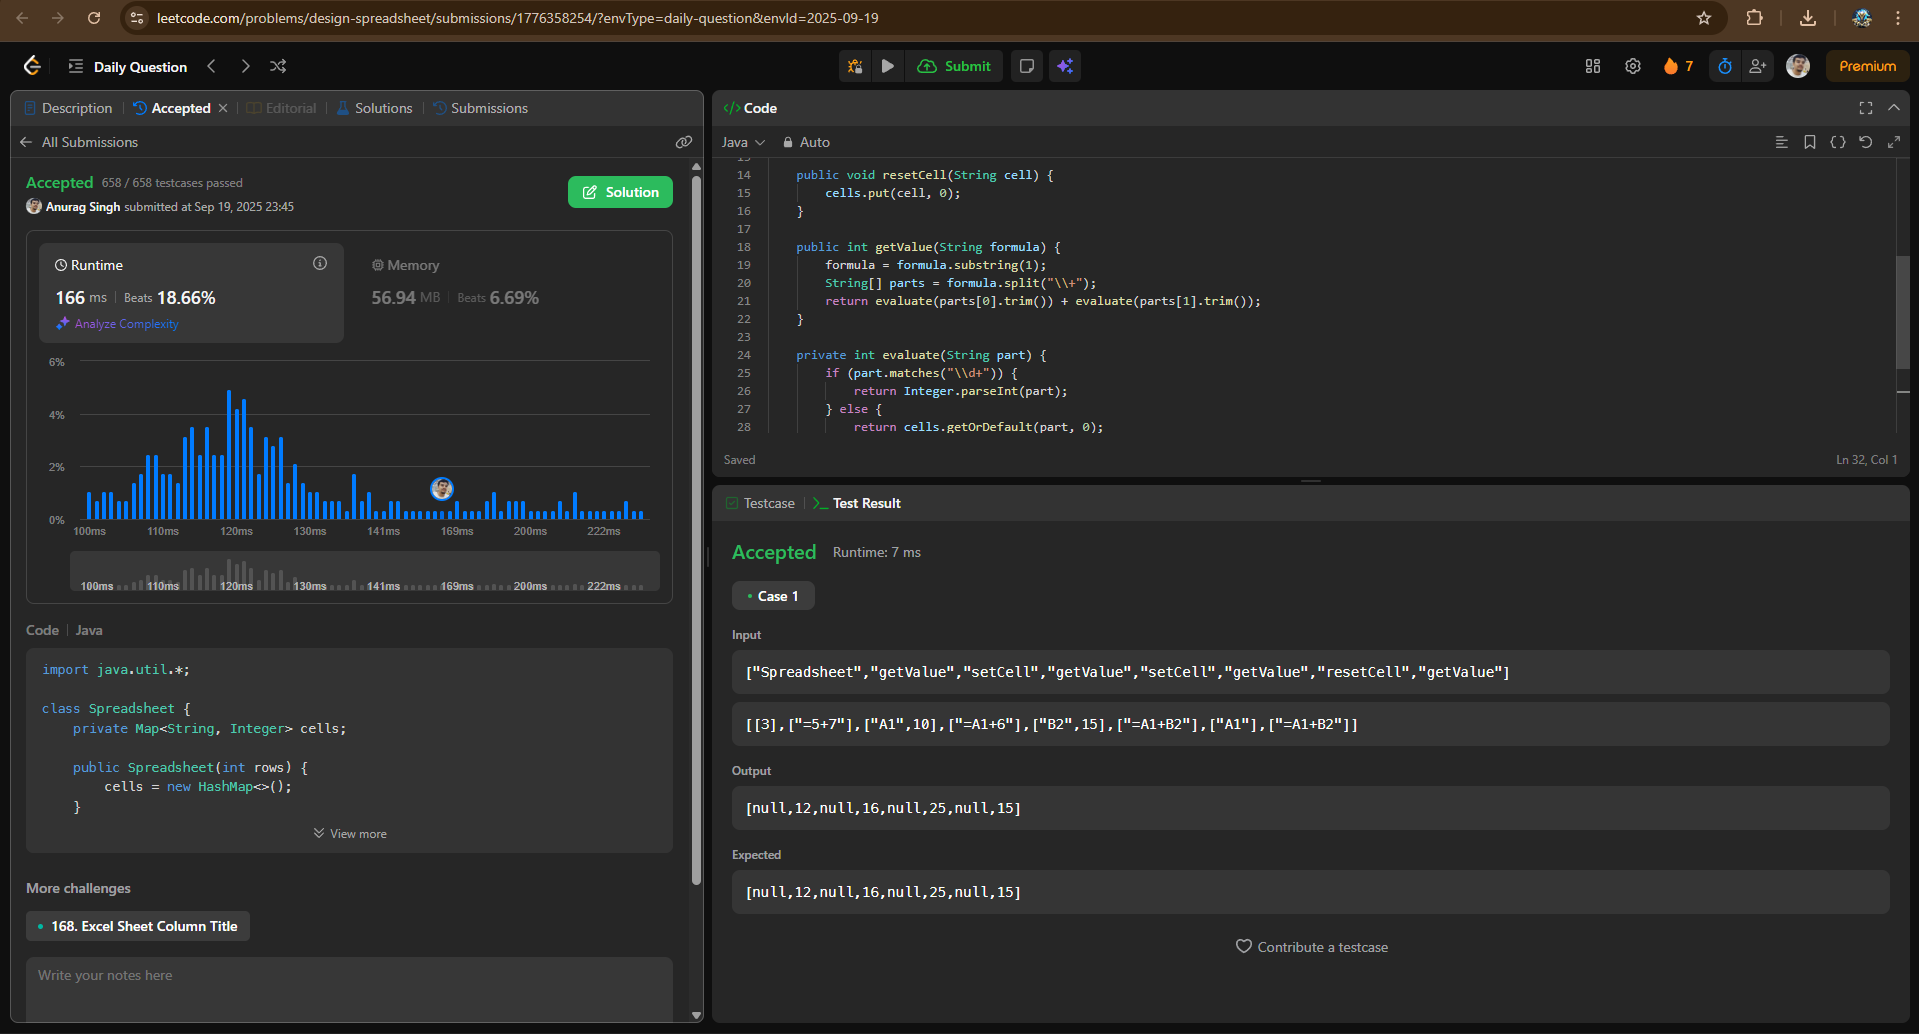 leetcode.com/problems/design-spreadsheet/submissions/1776358254/?envType=daily-question&envId=2025-09-19
Daily Question
Submit
7
Premium
Description
Accepted
Editorial
Solutions
Submissions
All Submissions
Accepted 658 / 658 testcases passed
Anurag Singh submitted at Sep 19, 2025 23:45
Solution
Runtime
166 ms | Beats 18.66%
Analyze Complexity
Memory
56.94 MB | Beats 6.69%
6%
4%
2%
0%
100ms 110ms 120ms 130ms 141ms 169ms 200ms 222ms
100ms 110ms 120ms 130ms 141ms 169ms 200ms 222ms
Code | Java
import java.util.*;
class Spreadsheet {
private Map<String, Integer> cells;
public Spreadsheet(int rows) {
cells = new HashMap<>();
}
View more
More challenges
168. Excel Sheet Column Title
Write your notes here
</> Code
Java
Auto
14 public void resetCell(String cell) {
15 cells.put(cell, 0);
16 }
17
18 public int getValue(String formula) {
19 formula = formula.substring(1);
20 String[] parts = formula.split("\\+");
21 return evaluate(parts[0].trim()) + evaluate(parts[1].trim());
22 }
23
24 private int evaluate(String part) {
25 if (part.matches("\\d+")) {
26 return Integer.parseInt(part);
27 } else {
28 return cells.getOrDefault(part, 0);
Saved
Ln 32, Col 1
Testcase
Test Result
Accepted Runtime: 7 ms
Case 1
Input
["Spreadsheet","getValue","setCell","getValue","setCell","getValue","resetCell","getValue"]
[[3],["=5+7"],["A1",10],["=A1+6"],["B2",15],["=A1+B2"],["A1"],["=A1+B2"]]
Output
[null,12,null,16,null,25,null,15]
Expected
[null,12,null,16,null,25,null,15]
Contribute a testcase